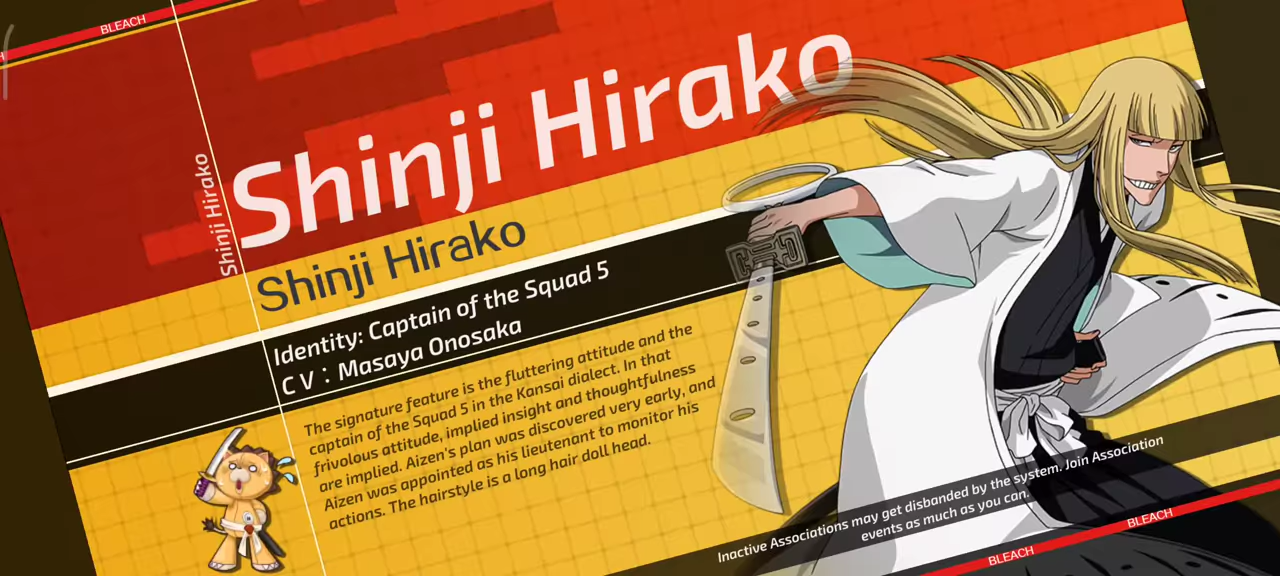 BLEACH
Shinji Hirako
Shinji Hirako
Shinji Hirako
Identity: Captain of the Squad 5
CV：Masaya Onosaka
The signature feature is the fluttering attitude and the
captain of the Squad 5 in the Kansai dialect. In that
frivolous attitude, implied insight and thoughtfulness
are implied. Aizen's plan was discovered very early, and
Aizen was appointed as his lieutenant to monitor his
actions. The hairstyle is a long hair doll head.
Inactive Associations may get disbanded by the system. Join Association
events as much as you can.
BLEACH
BLEACH